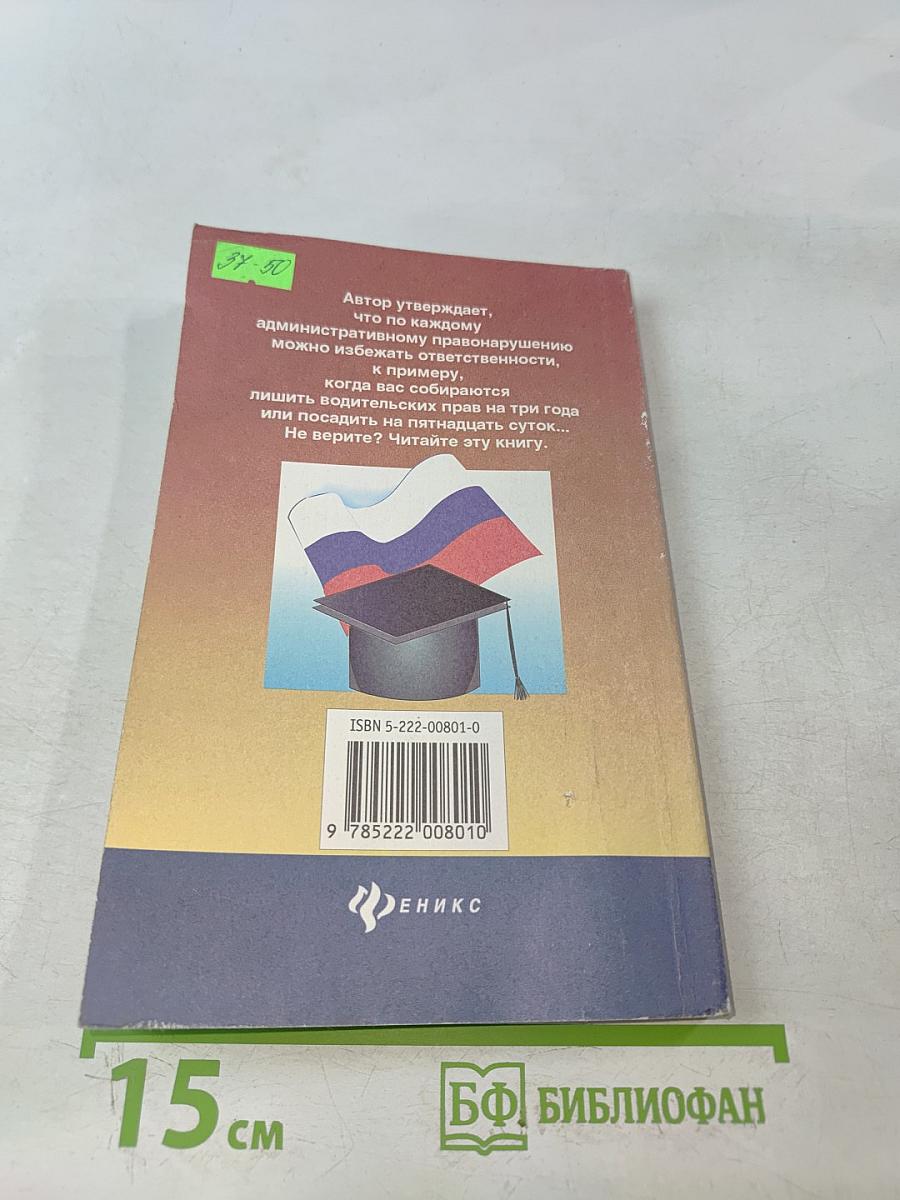 37-50
Автор утверждает,
что по каждому
административному правонарушению
можно избежать ответственности,
к примеру,
когда вас собираются
лишить водительских прав на три года
или посадить на пятнадцать суток...
Не верите? Читайте эту книгу.
ISBN 5-222-00801-0
9 785222 008010
ФЕНИКС
15 см
БФ БИБЛИОФАН